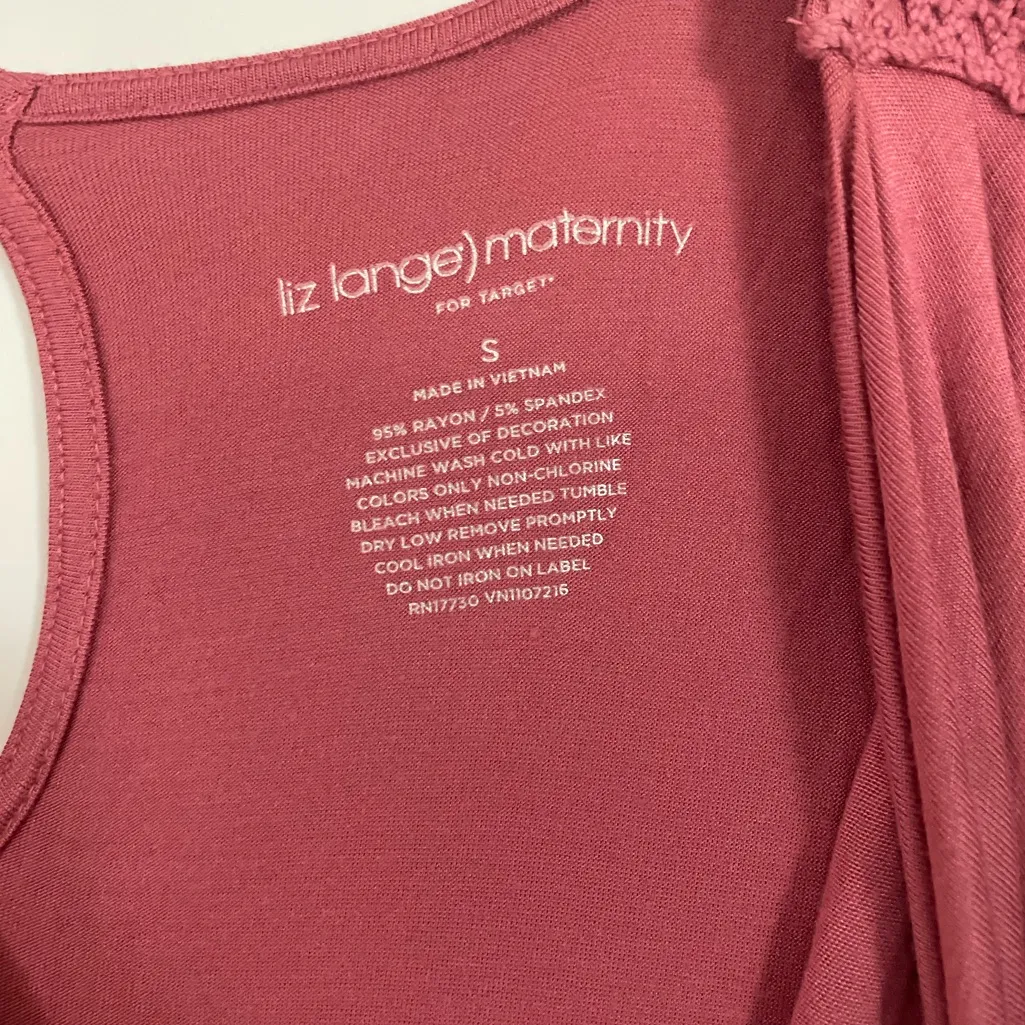 liz lange) maternity
FOR TARGET®
S
MADE IN VIETNAM
95% RAYON / 5% SPANDEX
EXCLUSIVE OF DECORATION
MACHINE WASH COLD WITH LIKE
COLORS ONLY NON-CHLORINE
BLEACH WHEN NEEDED TUMBLE
DRY LOW REMOVE PROMPTLY
COOL IRON WHEN NEEDED
DO NOT IRON ON LABEL
RN17730 VN1107216